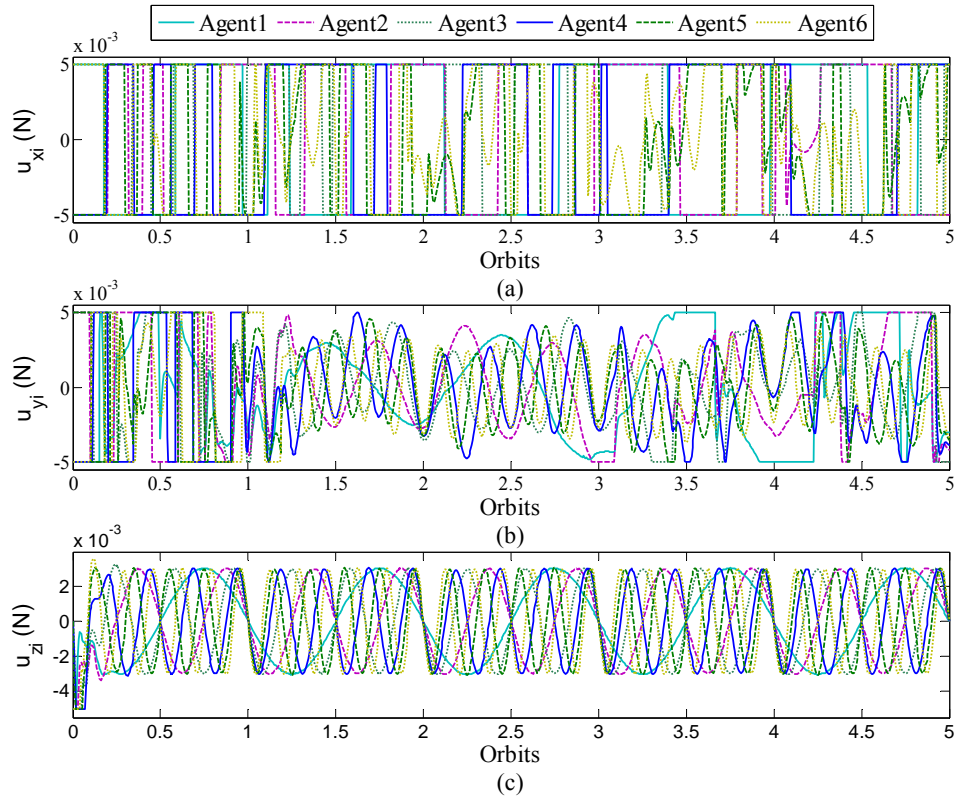 Agent1 Agent2 Agent3 Agent4 Agent5 Agent6
x 10⁻³
5
0
-5
u_xi (N)
0 0.5 1 1.5 2 2.5 3 3.5 4 4.5 5
Orbits
(a)
x 10⁻³
5
0
-5
u_yi (N)
0 0.5 1 1.5 2 2.5 3 3.5 4 4.5 5
Orbits
(b)
x 10⁻³
2
0
-2
-4
u_zi (N)
0 0.5 1 1.5 2 2.5 3 3.5 4 4.5 5
Orbits
(c)